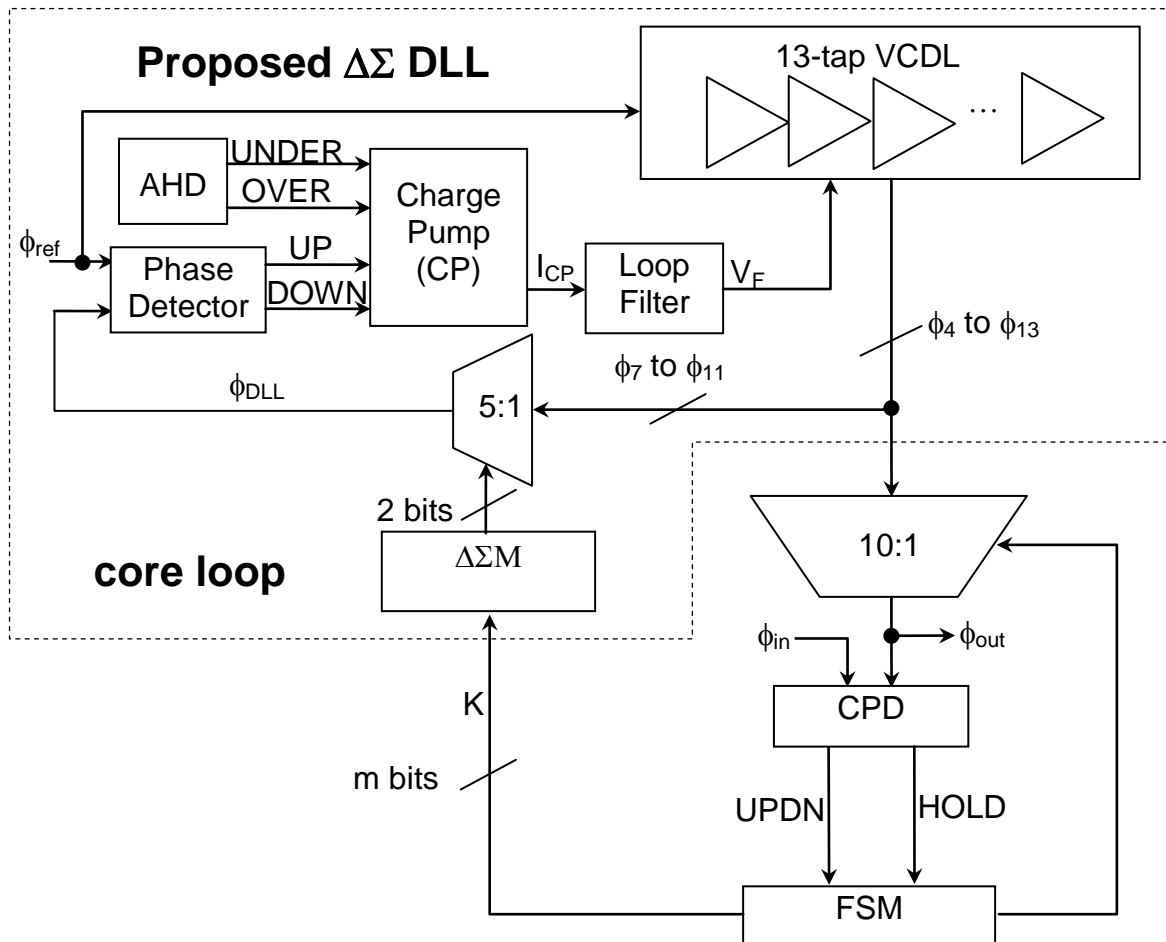 Proposed ΔΣ DLL
13-tap VCDL
...
AHD
UNDER
OVER
Charge
Pump
(CP)
ϕref
Phase
Detector
UP
DOWN
ICP
Loop
Filter
VF
ϕ4 to ϕ13
ϕ7 to ϕ11
ϕDLL
5:1
2 bits
ΔΣM
core loop
10:1
ϕin
ϕout
CPD
K
m bits
UPDN
HOLD
FSM